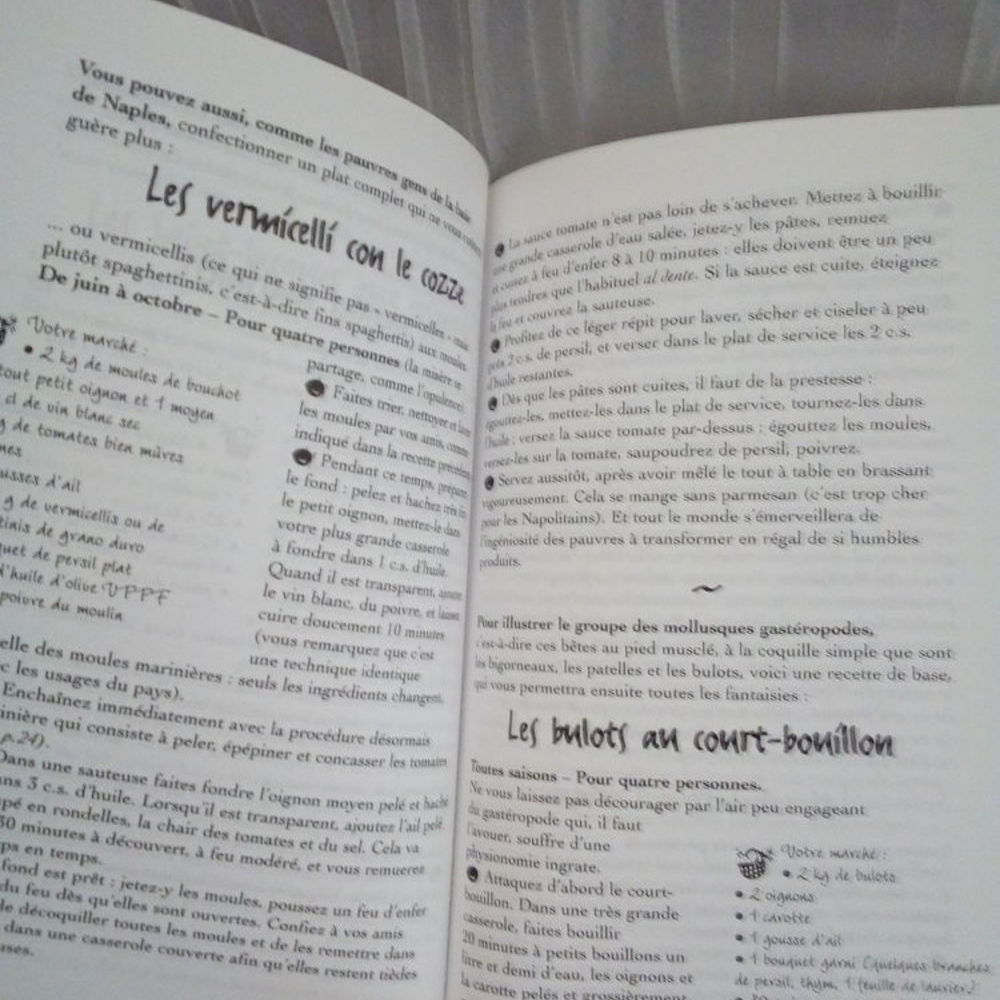 Vous pouvez aussi, comme les pauvres gens de la baie
de Naples, confectionner un plat complet qui ne vous coûtera
guère plus :
Les vermicelli con le cozze
... ou vermicellis (ce qui ne signifie pas « vermicelles » mais
plutôt spaghettinis, c'est-à-dire fins spaghettis) aux moules
De juin à octobre – Pour quatre personnes (la misère se
partage, comme l'opulence).
Votre marché :
• 2 kg de moules de bouchot
tout petit oignon et 1 moyen
cl de vin blanc sec
g de tomates bien mûres
usses d'ail
g de vermicellis ou de
tinis de grano duro
quet de persil plat
d'huile d'olive VPPF
poivre du moulin
Faites trier, nettoyer et laver
les moules par vos amis, comme
indiqué dans la recette précédente
Pendant ce temps, préparez
le fond : pelez et hachez très fin
le petit oignon, mettez-le dans
votre plus grande casserole
à fondre dans 1 c.s. d'huile.
Quand il est transparent, ajoutez
le vin blanc, du poivre, et laissez
cuire doucement 10 minutes
(vous remarquez que c'est
une technique identique
elle des moules marinières : seuls les ingrédients changent,
c les usages du pays).
Enchaînez immédiatement avec la procédure désormais
inière qui consiste à peler, épépiner et concasser les tomates
p.24).
Dans une sauteuse faites fondre l'oignon moyen pelé et haché
ans 3 c.s. d'huile. Lorsqu'il est transparent, ajoutez l'ail pelé
pé en rondelles, la chair des tomates et du sel. Cela va
30 minutes à découvert, à feu modéré, et vous remuerez
ps en temps.
fond est prêt : jetez-y les moules, poussez un feu d'enfer
du feu dès qu'elles sont ouvertes. Confiez à vos amis
de décoquiller toutes les moules et de les remettre dans
dans une casserole couverte afin qu'elles restent tièdes
uses.
La sauce tomate n'est pas loin de s'achever. Mettez à bouillir
une grande casserole d'eau salée, jetez-y les pâtes, remuez
et cuisez à feu d'enfer 8 à 10 minutes : elles doivent être un peu
plus tendres que l'habituel al dente. Si la sauce est cuite, éteignez
le feu et couvrez la sauteuse.
Profitez de ce léger répit pour laver, sécher et ciseler à peu
près 2 c.s. de persil, et verser dans le plat de service les 2 c.s.
d'huile restantes.
Dès que les pâtes sont cuites, il faut de la prestesse :
égouttez-les, mettez-les dans le plat de service, tournez-les dans
l'huile ; versez la sauce tomate par-dessus ; égouttez les moules,
versez-les sur la tomate, saupoudrez de persil, poivrez.
Servez aussitôt, après avoir mêlé le tout à table en brassant
vigoureusement. Cela se mange sans parmesan (c'est trop cher
pour les Napolitains). Et tout le monde s'émerveillera de
l'ingéniosité des pauvres à transformer en régal de si humbles
produits.
~
Pour illustrer le groupe des mollusques gastéropodes,
c'est-à-dire ces bêtes au pied musclé, à la coquille simple que sont
les bigorneaux, les patelles et les bulots, voici une recette de base,
qui vous permettra ensuite toutes les fantaisies :
Les bulots au court-bouillon
Toutes saisons – Pour quatre personnes.
Ne vous laissez pas décourager par l'air peu engageant
du gastéropode qui, il faut
l'avouer, souffre d'une
physionomie ingrate.
Attaquez d'abord le court-
bouillon. Dans une très grande
casserole, faites bouillir
20 minutes à petits bouillons un
litre et demi d'eau, les oignons et
la carotte pelés et grossièrement
Votre marché :
• 2 kg de bulots
• 2 oignons
• 1 carotte
• 1 gousse d'ail
• 1 bouquet garni (quelques branches
de persil, thym, 1 feuille de laurier)